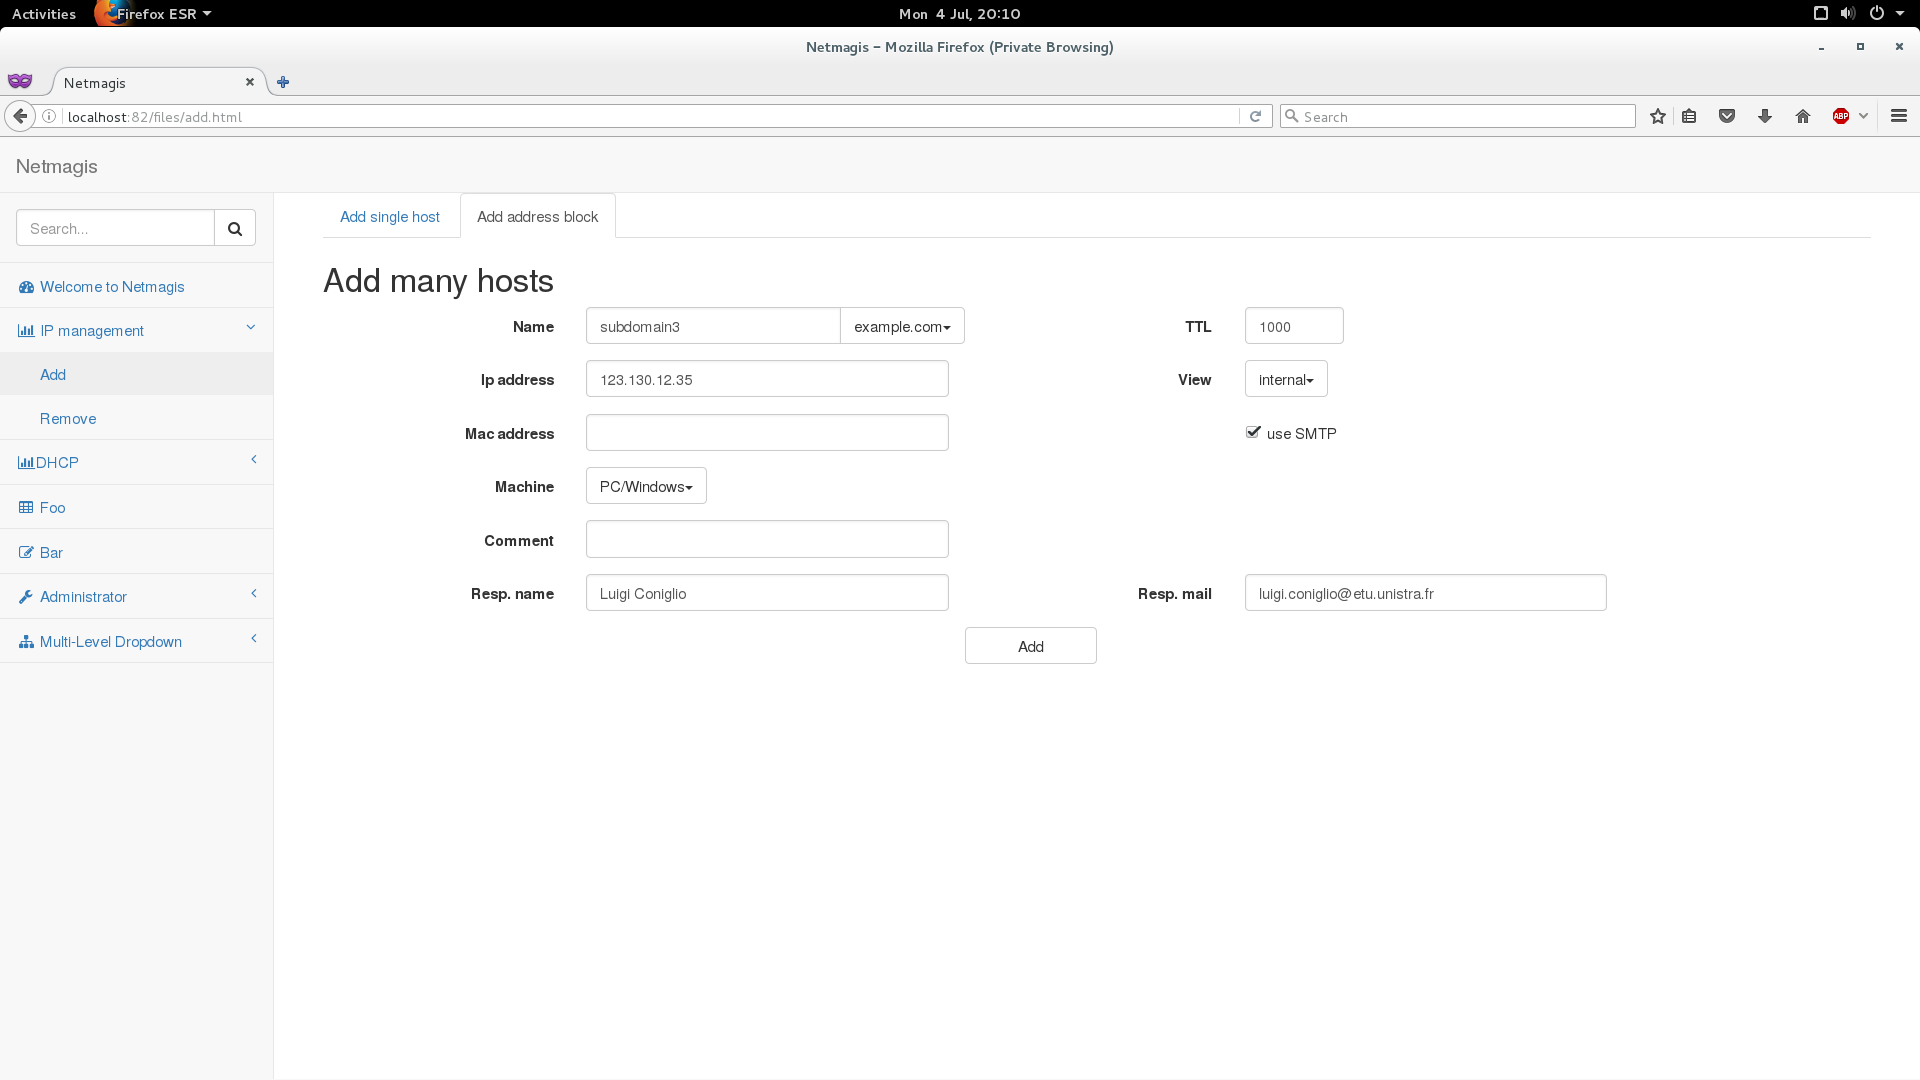 Activities Firefox ESR Mon 4 Jul, 20:10
Netmagis – Mozilla Firefox (Private Browsing)
Netmagis
localhost:82/files/add.html Search ABP
Netmagis
Search...
Add single host Add address block
Welcome to Netmagis
IP management
Add
Remove
DHCP
Foo
Bar
Administrator
Multi-Level Dropdown
Add many hosts
Name subdomain3 example.com TTL 1000
Ip address 123.130.12.35 View internal
Mac address use SMTP
Machine PC/Windows
Comment
Resp. name Luigi Coniglio Resp. mail luigi.coniglio@etu.unistra.fr
Add